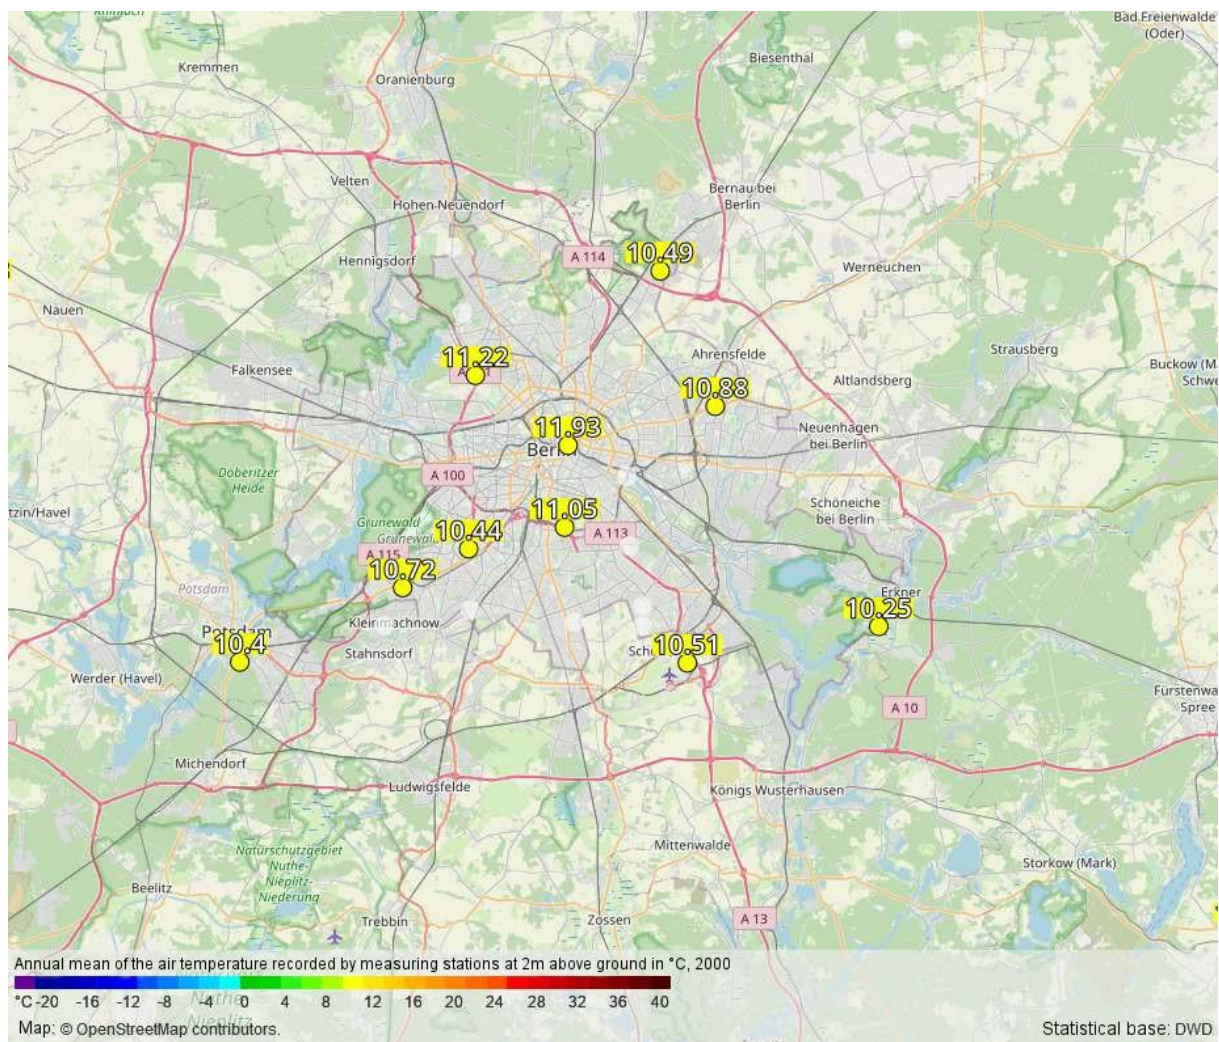 Bad Freienwalde
(Oder)
Biesenthal
Kremmen
Oranienburg
Velten
Bernau bei
Berlin
Hohen Neuendorf
10.49
A 114
Hennigsdorf
Werneuchen
Nauen
11.22
Ahrensfelde
Strausberg
Falkensee
Buckow (M
10.88
Altlandsberg
11.93
Berlin
Neuenhagen
bei Berlin
Döberitzer
Heide
A 100
Schöneiche
bei Berlin
11.05
Grunewald
10.44
A 113
tzin/Havel
A 115
10.72
Potsdam
Erkner
10.25
Kleinmachnow
Potsdam
10.4
Stahnsdorf
10.51
Werder (Havel)
Fürstenwa
Spree
A 10
Michendorf
Ludwigsfelde
Königs Wusterhausen
Naturschutzgebiet
Nuthe-
Nieplitz-
Niederung
Mittenwalde
Storkow (Mark)
Beelitz
Trebbin
Zossen
A 13
Annual mean of the air temperature recorded by measuring stations at 2m above ground in °C, 2000
°C -20 -16 -12 -8 -4 0 4 8 12 16 20 24 28 32 36 40
Nuthe
Nieplitz
Map: © OpenStreetMap contributors.
Statistical base: DWD